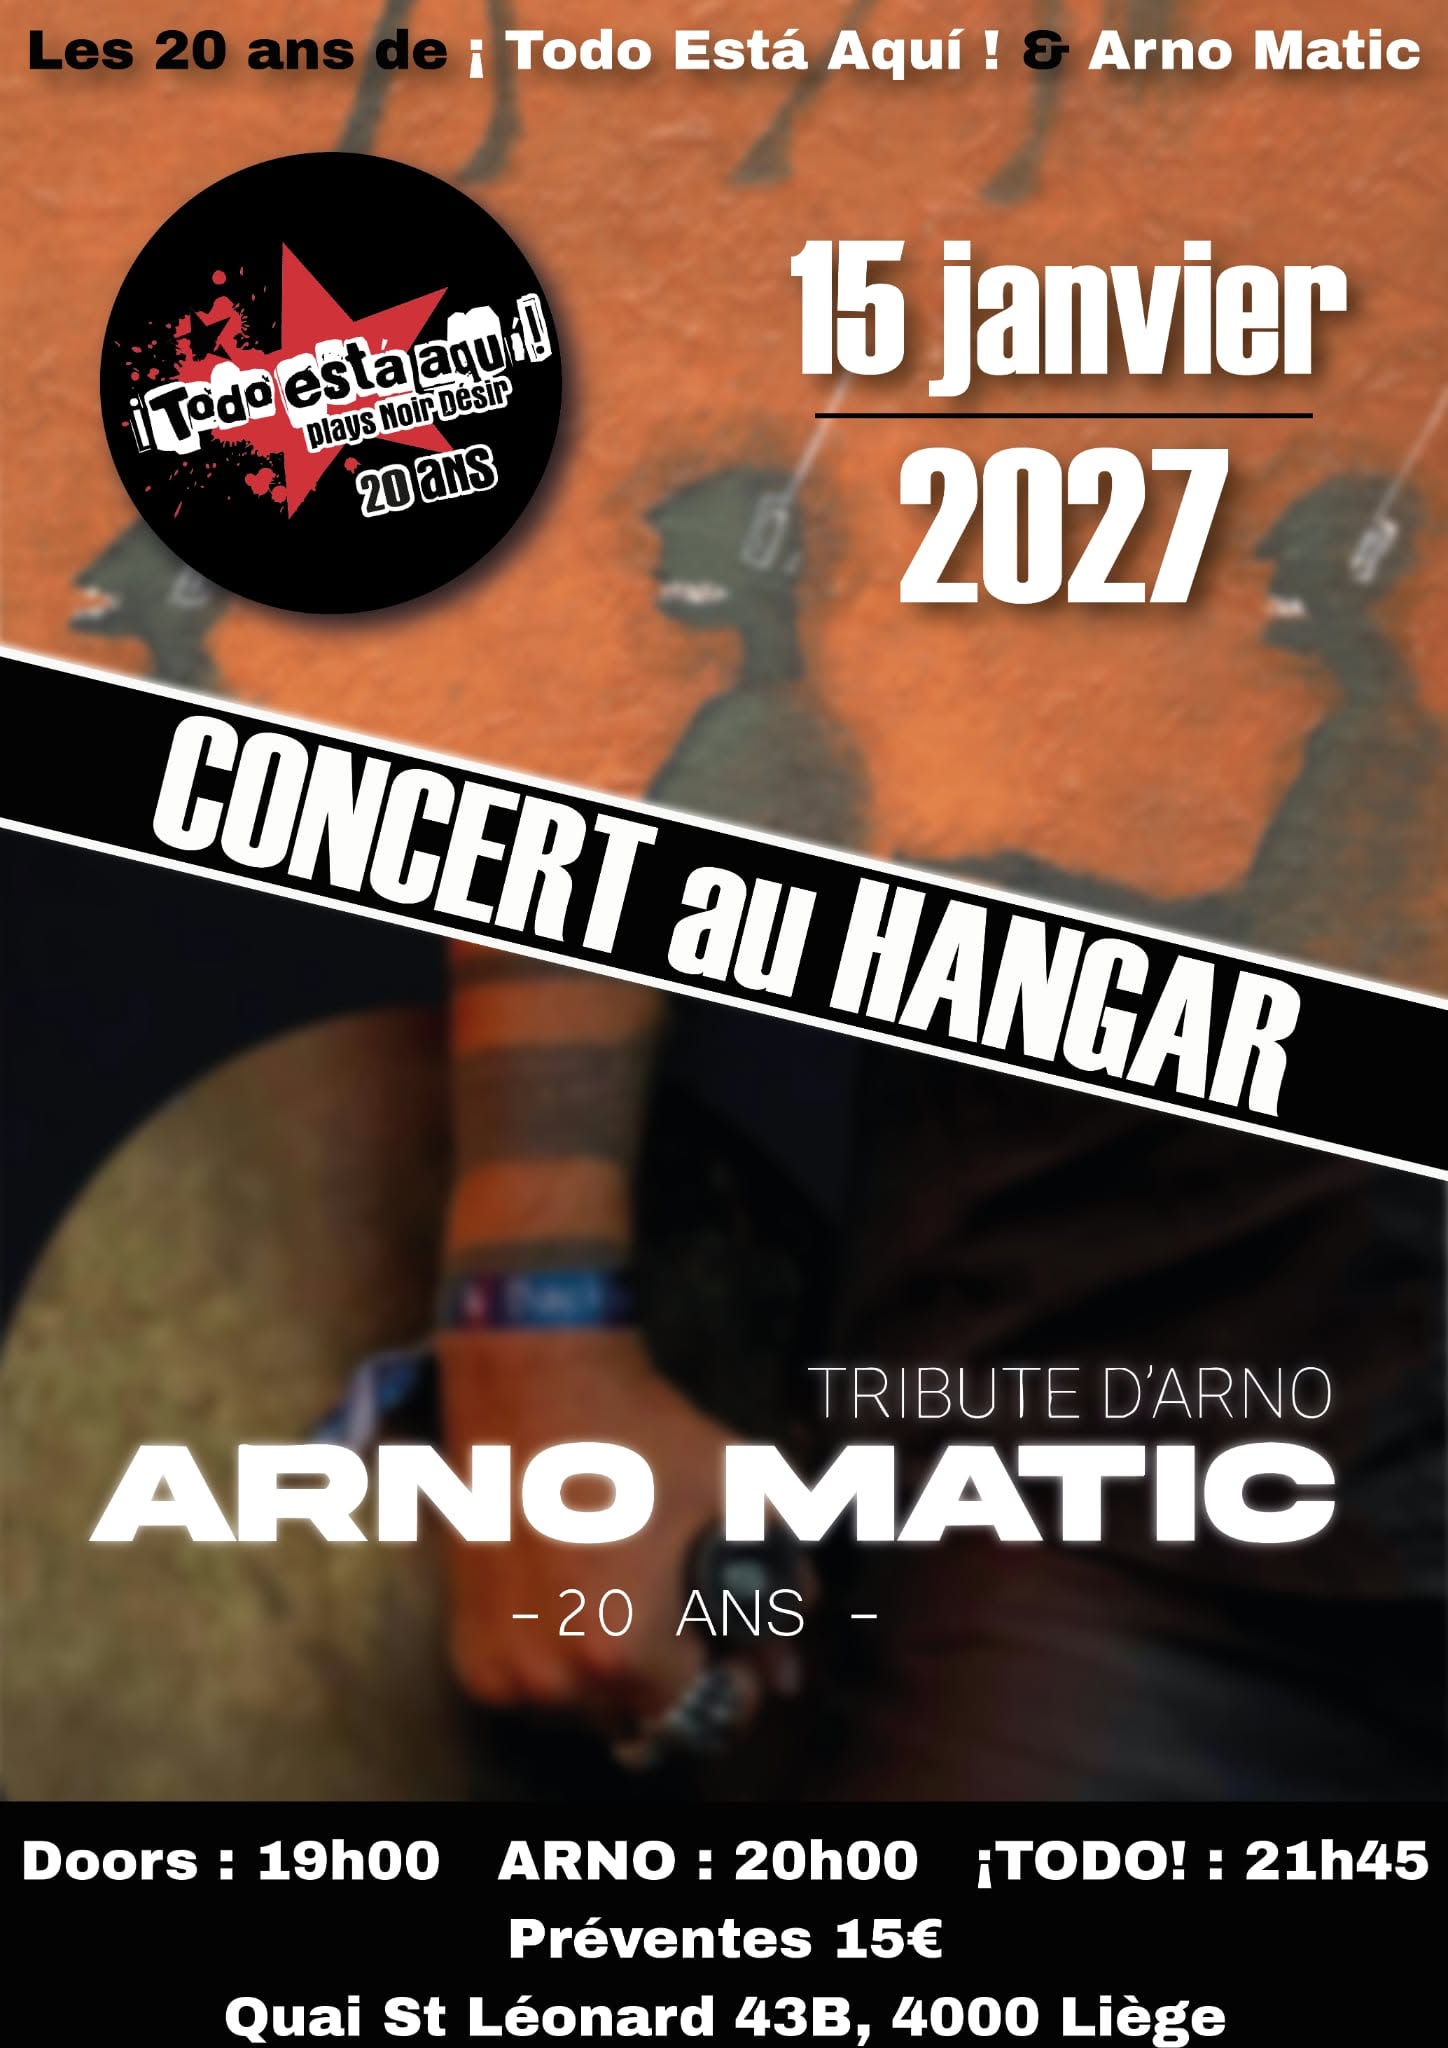 Les 20 ans de ¡ Todo Está Aquí ! & Arno Matic
¡Todo está aquí!
plays Noir Désir
20 ans
15 janvier
2027
CONCERT au HANGAR
TRIBUTE D'ARNO
ARNO MATIC
- 20 ANS -
Doors : 19h00 ARNO : 20h00 ¡TODO! : 21h45
Préventes 15€
Quai St Léonard 43B, 4000 Liège